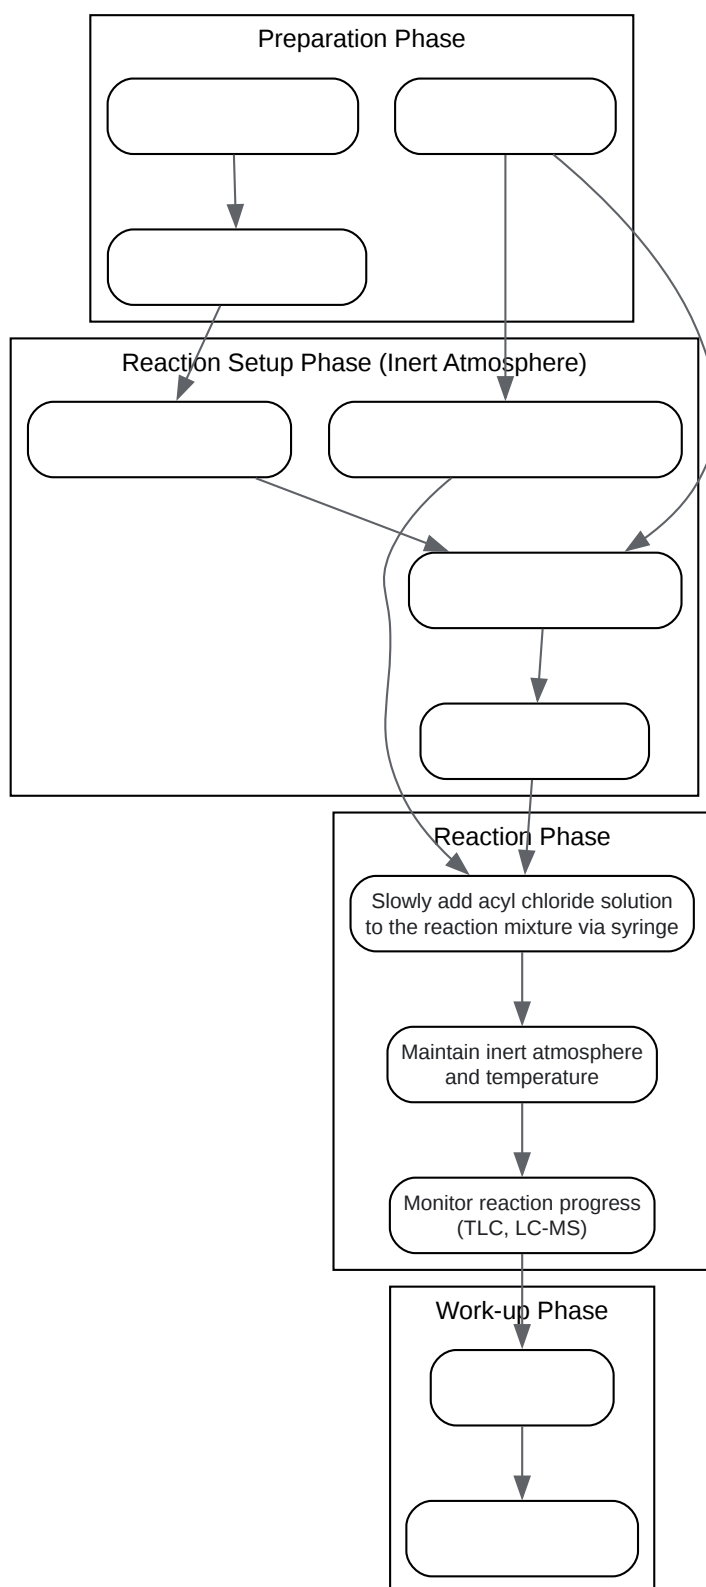 Preparation Phase
Reaction Setup Phase (Inert Atmosphere)
Reaction Phase
Slowly add acyl chloride solution
to the reaction mixture via syringe
Maintain inert atmosphere
and temperature
Monitor reaction progress
(TLC, LC-MS)
Work-up Phase